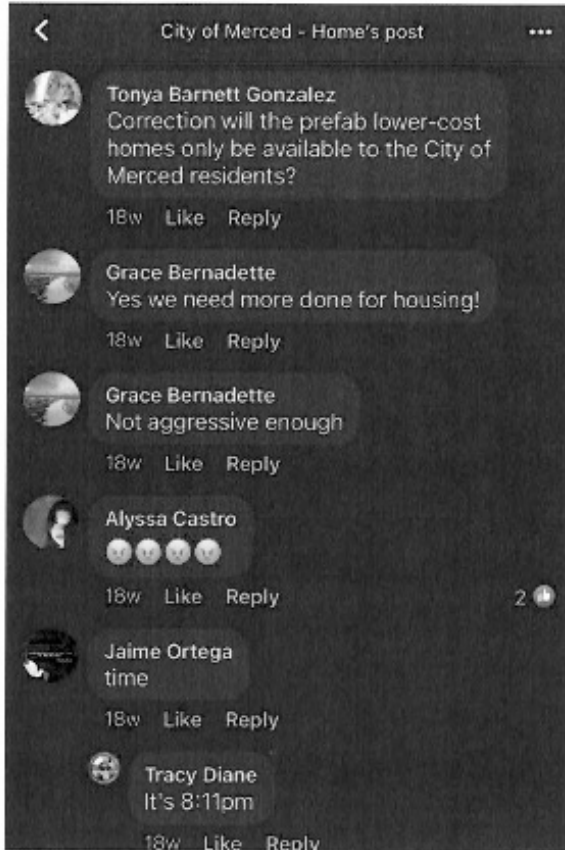 City of Merced - Home's post
Tonya Barnett Gonzalez
Correction will the prefab lower-cost
homes only be available to the City of
Merced residents?
18w Like Reply
Grace Bernadette
Yes we need more done for housing!
18w Like Reply
Grace Bernadette
Not aggressive enough
18w Like Reply
Alyssa Castro
😠😠😠😠
18w Like Reply 2
Jaime Ortega
time
18w Like Reply
Tracy Diane
It's 8:11pm
18w Like Reply